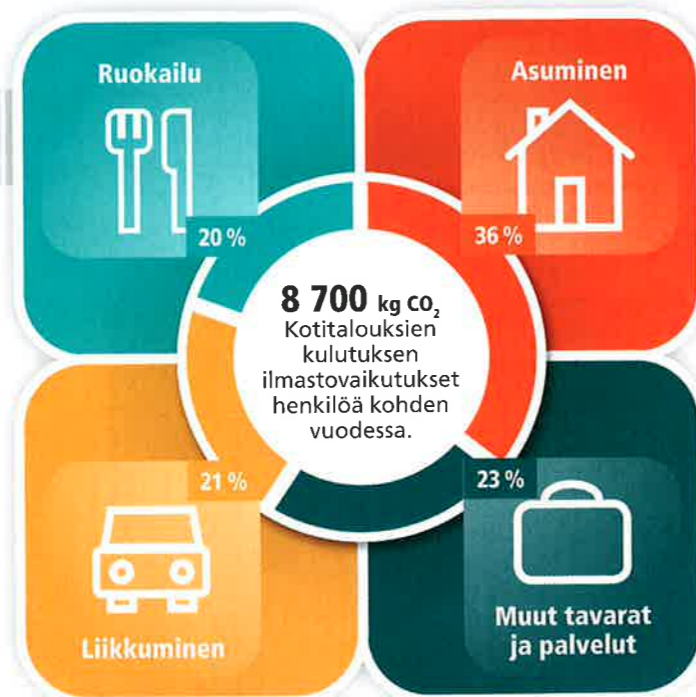 Ruokailu
20 %
Asuminen
36 %
8 700 kg CO₂
Kotitalouksien
kulutuksen
ilmastovaikutukset
henkilöä kohden
vuodessa.
21 %
Liikkuminen
23 %
Muut tavarat
ja palvelut